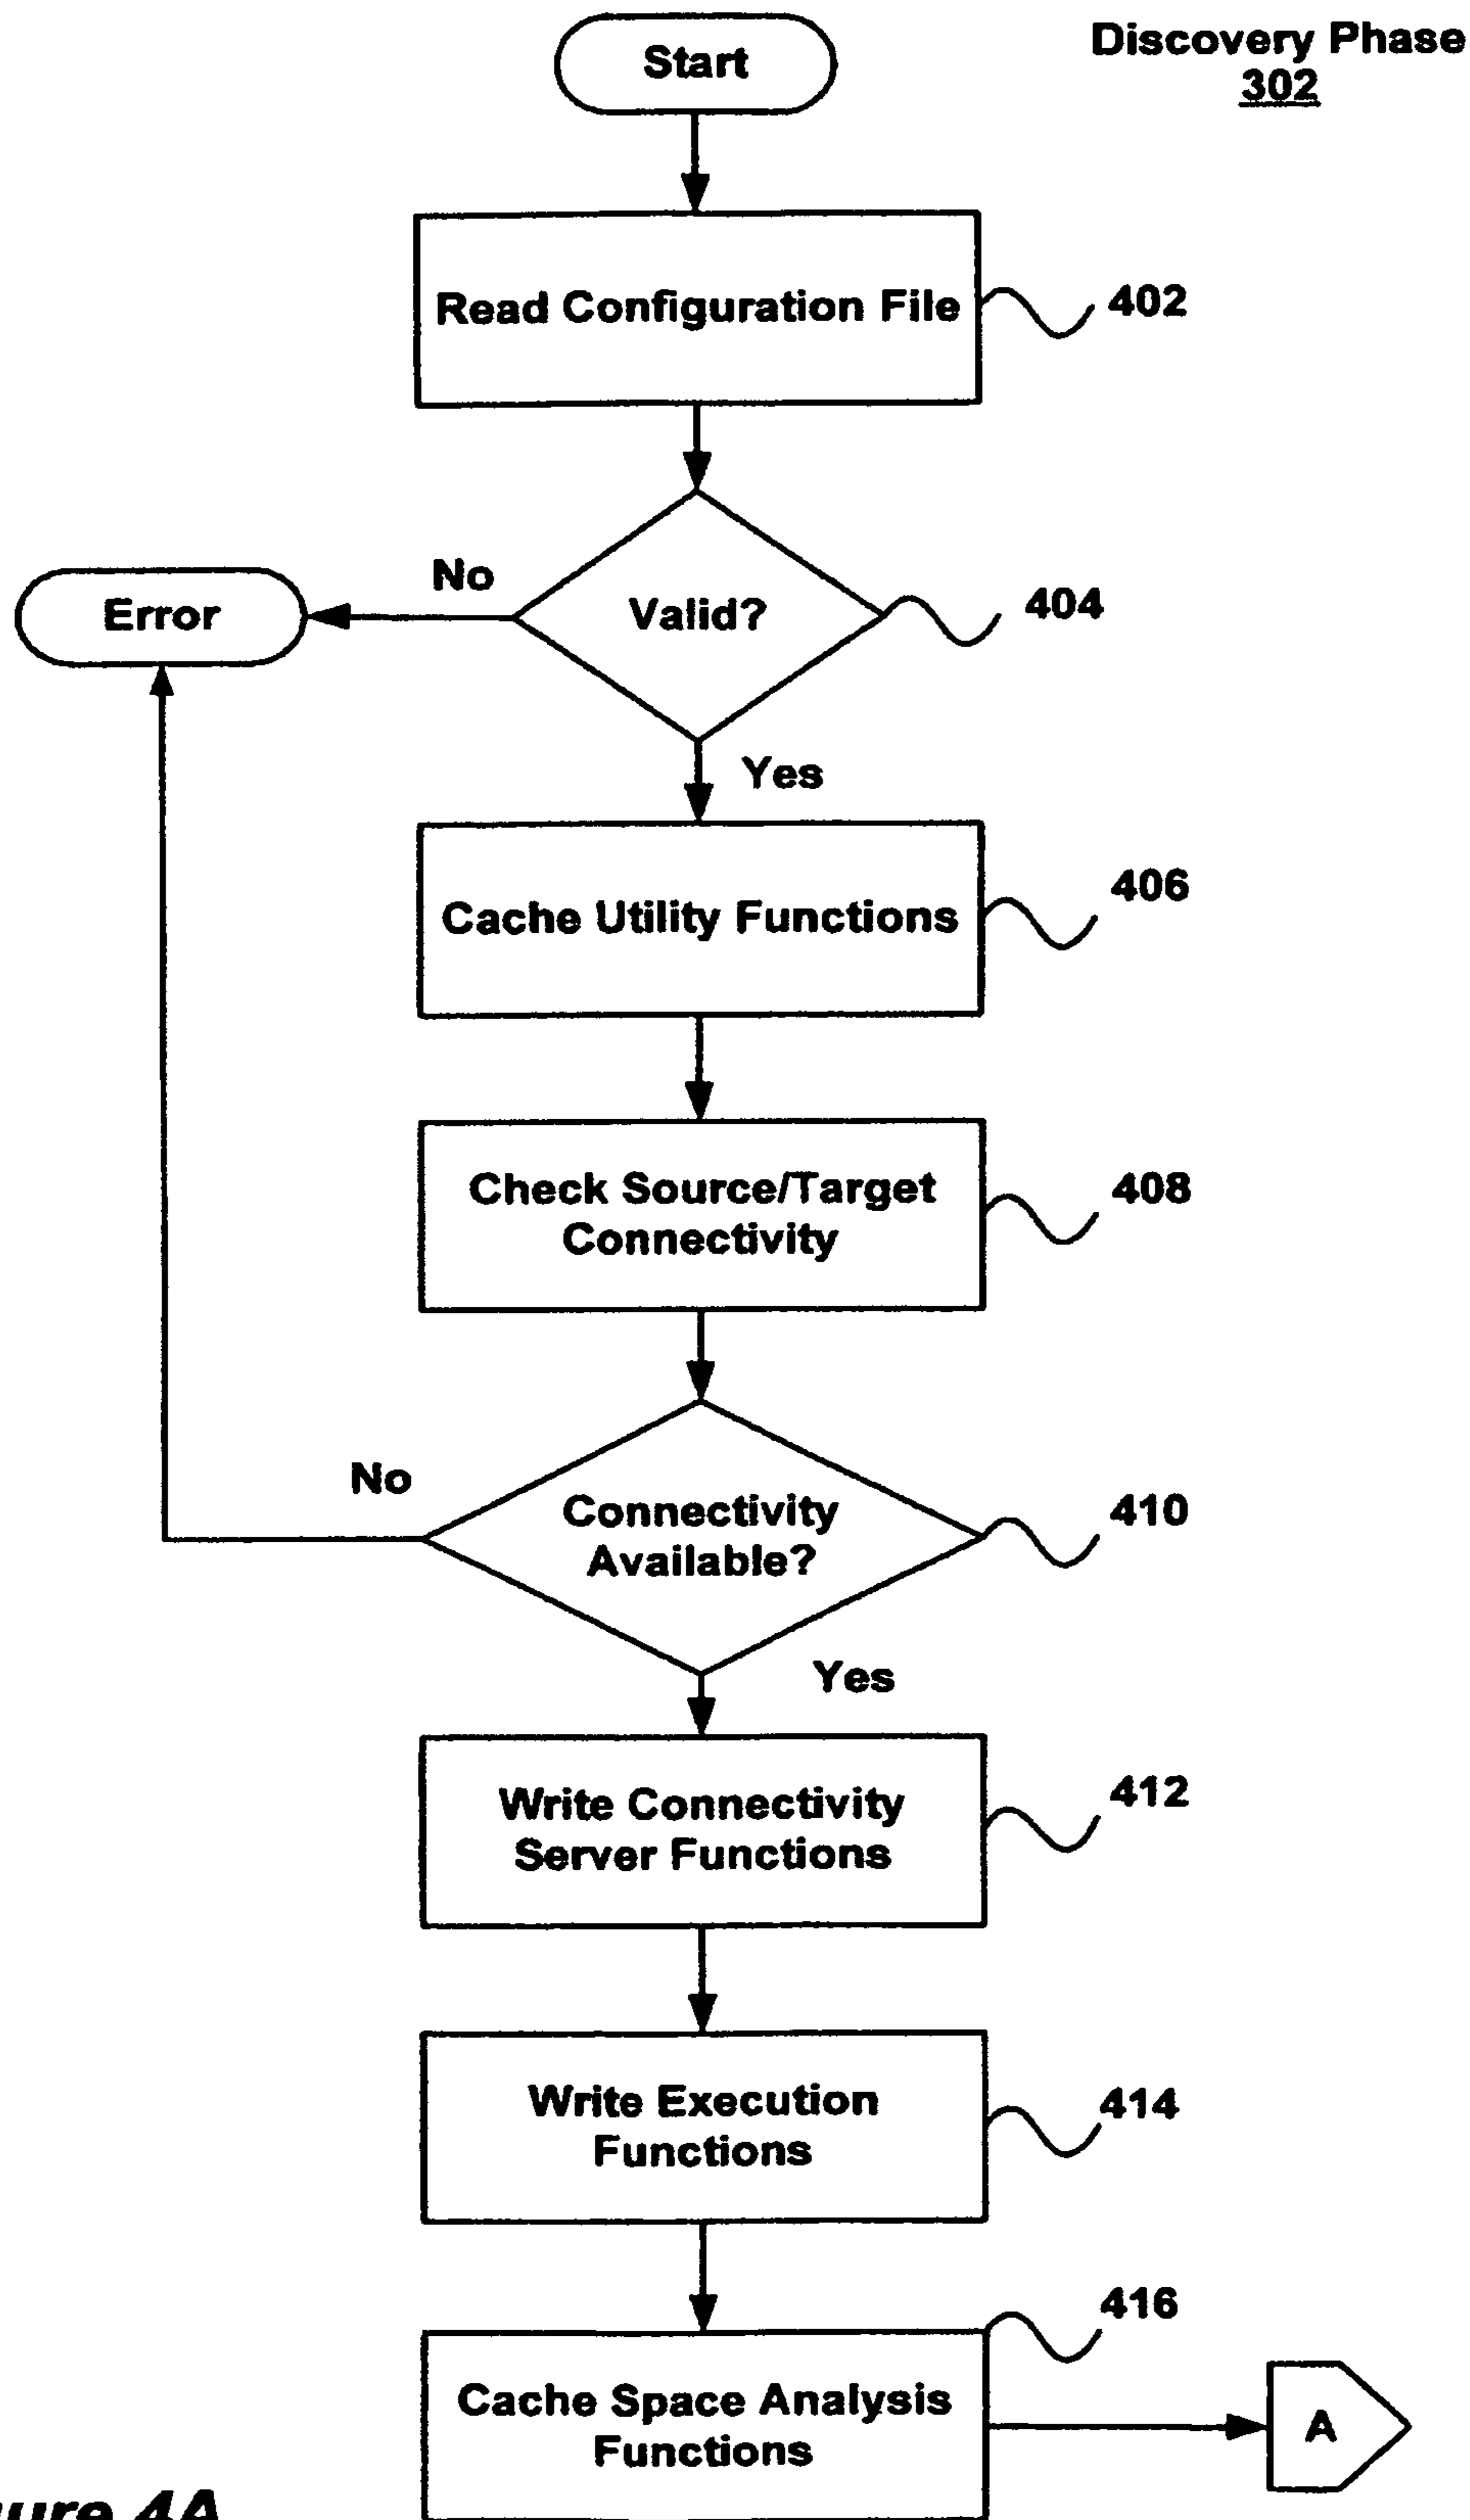 Start
Discovery Phase
302
Read Configuration File
402
No
Error
Valid?
404
Yes
Cache Utility Functions
406
Check Source/Target
Connectivity
408
No
Connectivity
Available?
410
Yes
Write Connectivity
Server Functions
412
Write Execution
Functions
414
416
Cache Space Analysis
Functions
A
4A